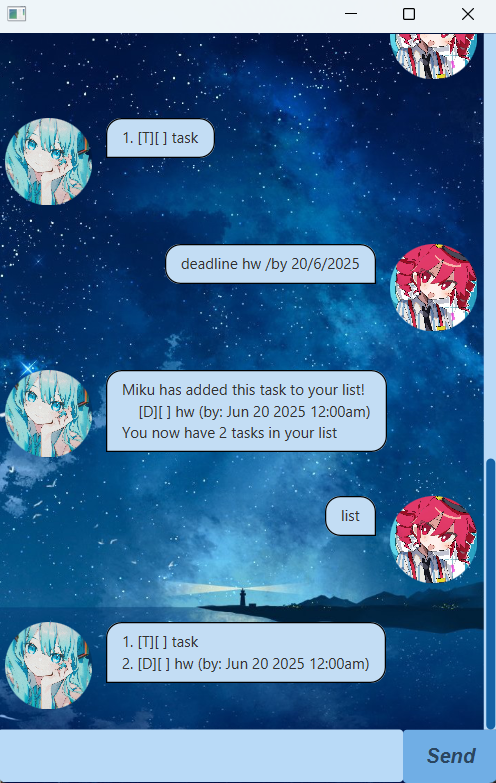 1. [T][ ] task
deadline hw /by 20/6/2025
Miku has added this task to your list!
[D][ ] hw (by: Jun 20 2025 12:00am)
You now have 2 tasks in your list
list
1. [T][ ] task
2. [D][ ] hw (by: Jun 20 2025 12:00am)
Send